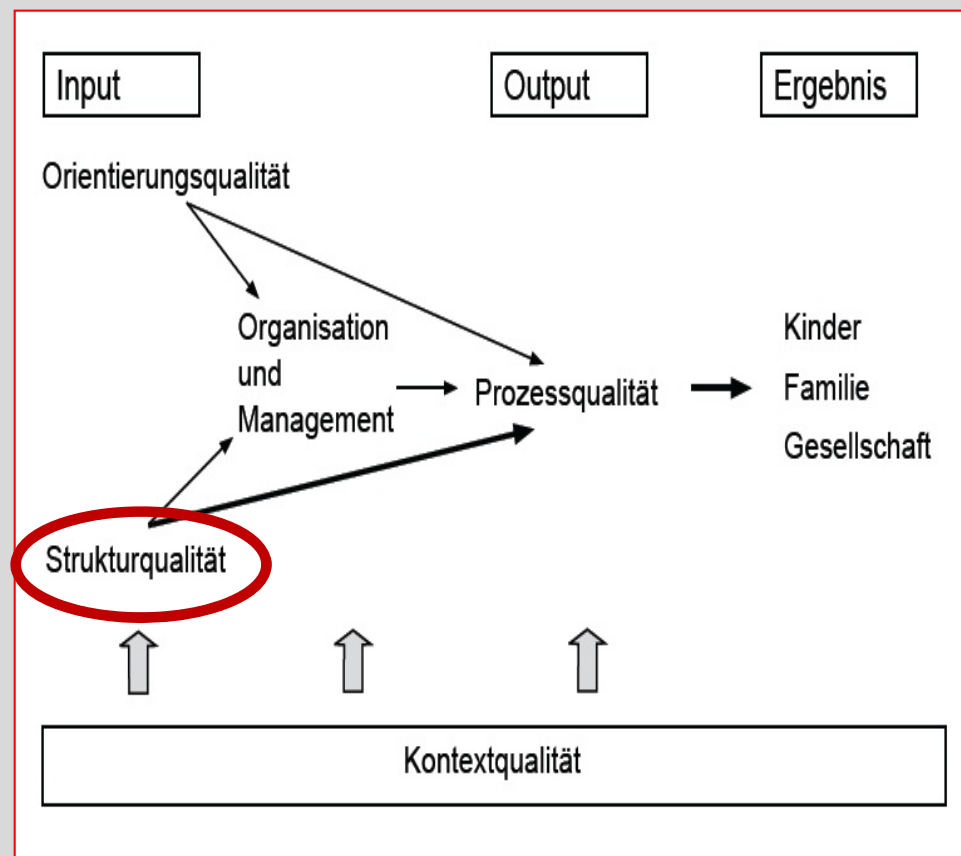 Input
Output
Ergebnis
Orientierungsqualität
Organisation
und
Management
Prozessqualität
Kinder
Familie
Gesellschaft
Strukturqualität
Kontextqualität